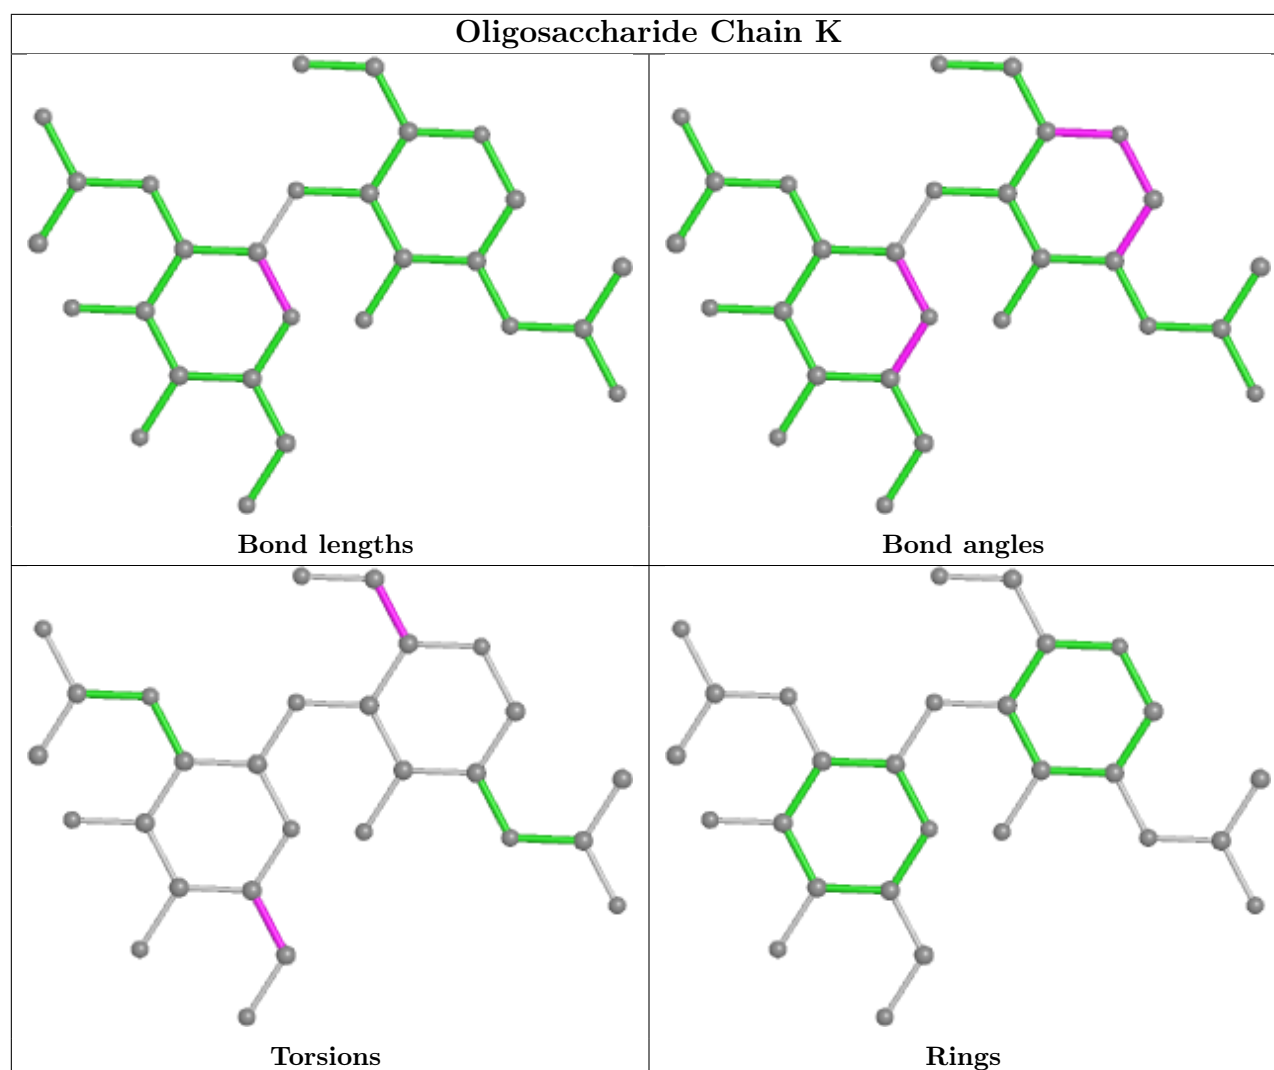 Oligosaccharide Chain K
Bond lengths
Bond angles
Torsions
Rings